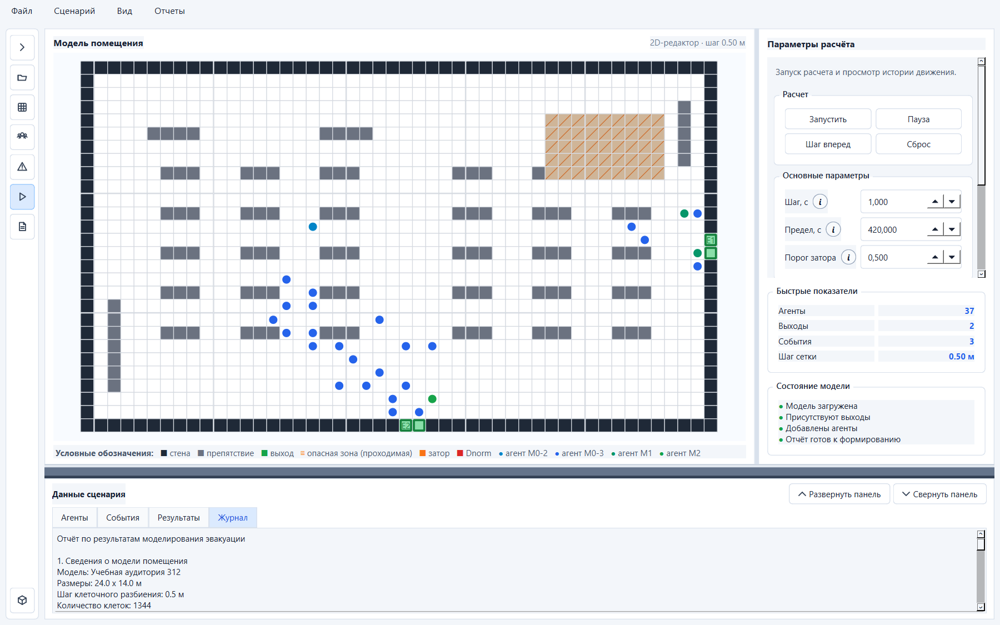 Файл Сценарий Вид Отчеты
Модель помещения
2D-редактор · шаг 0.50 м
E1
E2
Условные обозначения: стена препятствие выход опасная зона (проходимая) затор Dnorm агент M0-2 агент M0-3 агент M1 агент M2
Параметры расчёта
Запуск расчета и просмотр истории движения.
Расчет
Запустить Пауза
Шаг вперед Сброс
Основные параметры
Шаг, с i 1,000
Предел, с i 420,000
Порог затора i 0,500
Быстрые показатели
Агенты 37
Выходы 2
События 3
Шаг сетки 0.50 м
Состояние модели
● Модель загружена
● Присутствуют выходы
● Добавлены агенты
● Отчёт готов к формированию
Данные сценария
Развернуть панель Свернуть панель
Агенты События Результаты Журнал
Отчёт по результатам моделирования эвакуации
1. Сведения о модели помещения
Модель: Учебная аудитория 312
Размеры: 24.0 x 14.0 м
Шаг клеточного разбиения: 0.5 м
Количество клеток: 1344